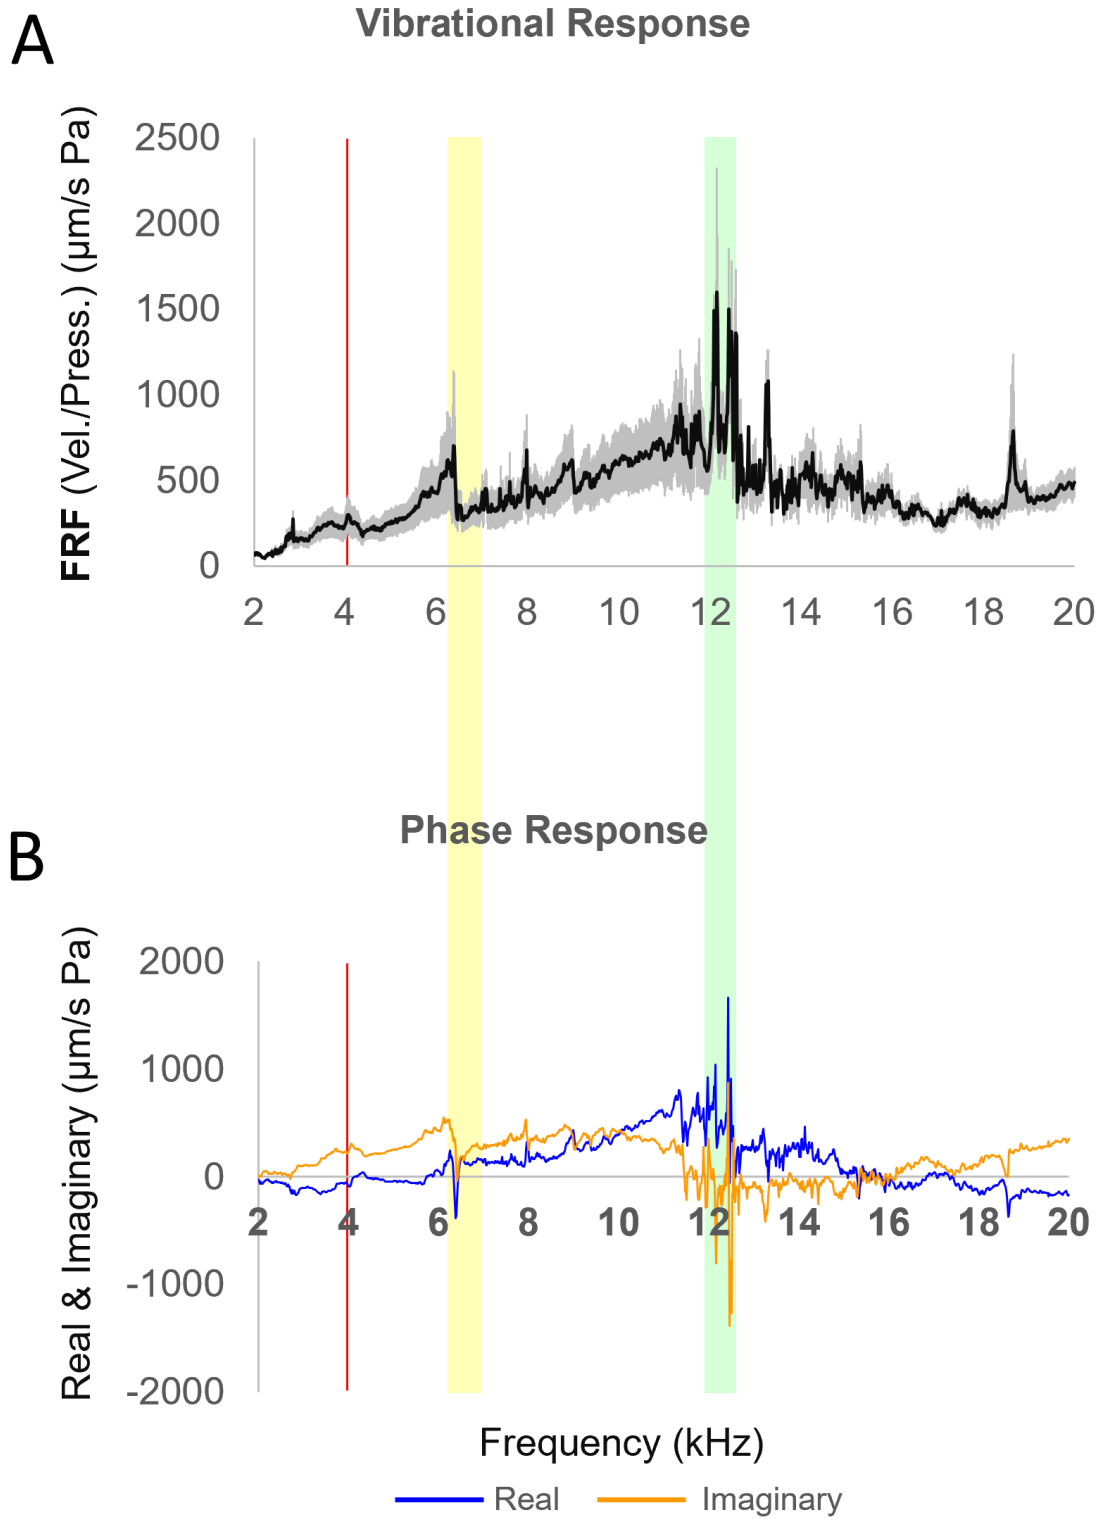 A
Vibrational Response
FRF (Vel./Press.) (µm/s Pa)
2500
2000
1500
1000
500
0
2 4 6 8 10 12 14 16 18 20
B
Phase Response
Real & Imaginary (µm/s Pa)
2000
1000
0
2 4 6 8 10 12 14 16 18 20
-1000
-2000
Frequency (kHz)
Real Imaginary